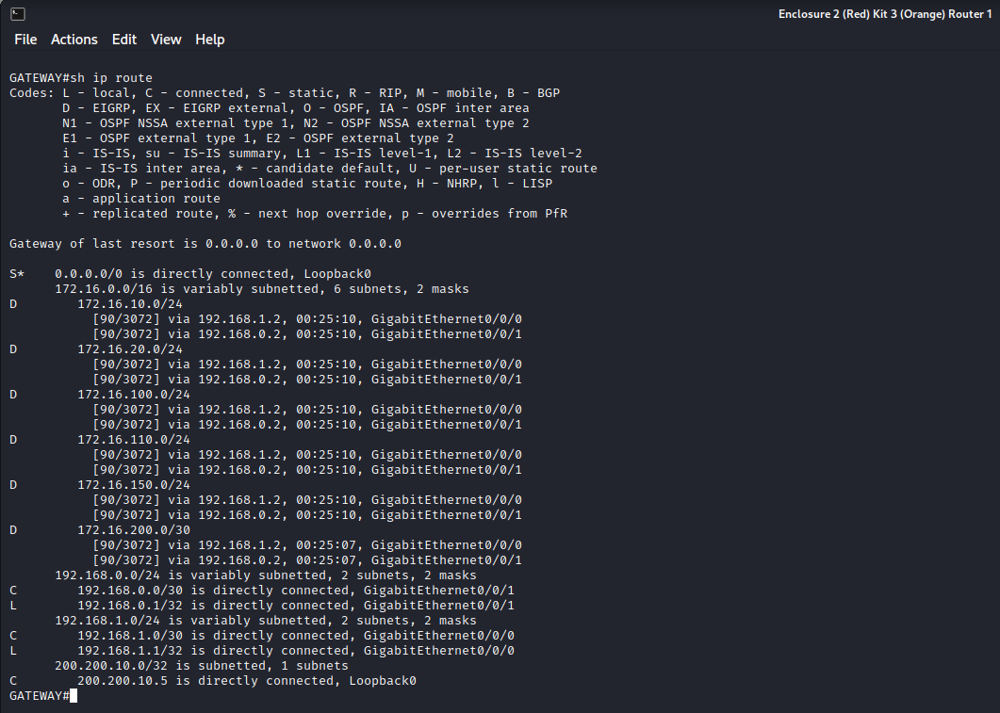 Enclosure 2 (Red) Kit 3 (Orange) Router 1
File Actions Edit View Help
GATEWAY#sh ip route
Codes: L - local, C - connected, S - static, R - RIP, M - mobile, B - BGP
       D - EIGRP, EX - EIGRP external, O - OSPF, IA - OSPF inter area
       N1 - OSPF NSSA external type 1, N2 - OSPF NSSA external type 2
       E1 - OSPF external type 1, E2 - OSPF external type 2
       i - IS-IS, su - IS-IS summary, L1 - IS-IS level-1, L2 - IS-IS level-2
       ia - IS-IS inter area, * - candidate default, U - per-user static route
       o - ODR, P - periodic downloaded static route, H - NHRP, l - LISP
       a - application route
       + - replicated route, % - next hop override, p - overrides from PfR
Gateway of last resort is 0.0.0.0 to network 0.0.0.0
S*    0.0.0.0/0 is directly connected, Loopback0
      172.16.0.0/16 is variably subnetted, 6 subnets, 2 masks
D        172.16.10.0/24
           [90/3072] via 192.168.1.2, 00:25:10, GigabitEthernet0/0/0
           [90/3072] via 192.168.0.2, 00:25:10, GigabitEthernet0/0/1
D        172.16.20.0/24
           [90/3072] via 192.168.1.2, 00:25:10, GigabitEthernet0/0/0
           [90/3072] via 192.168.0.2, 00:25:10, GigabitEthernet0/0/1
D        172.16.100.0/24
           [90/3072] via 192.168.1.2, 00:25:10, GigabitEthernet0/0/0
           [90/3072] via 192.168.0.2, 00:25:10, GigabitEthernet0/0/1
D        172.16.110.0/24
           [90/3072] via 192.168.1.2, 00:25:10, GigabitEthernet0/0/0
           [90/3072] via 192.168.0.2, 00:25:10, GigabitEthernet0/0/1
D        172.16.150.0/24
           [90/3072] via 192.168.1.2, 00:25:10, GigabitEthernet0/0/0
           [90/3072] via 192.168.0.2, 00:25:10, GigabitEthernet0/0/1
D        172.16.200.0/30
           [90/3072] via 192.168.1.2, 00:25:07, GigabitEthernet0/0/0
           [90/3072] via 192.168.0.2, 00:25:07, GigabitEthernet0/0/1
      192.168.0.0/24 is variably subnetted, 2 subnets, 2 masks
C        192.168.0.0/30 is directly connected, GigabitEthernet0/0/1
L        192.168.0.1/32 is directly connected, GigabitEthernet0/0/1
      192.168.1.0/24 is variably subnetted, 2 subnets, 2 masks
C        192.168.1.0/30 is directly connected, GigabitEthernet0/0/0
L        192.168.1.1/32 is directly connected, GigabitEthernet0/0/0
      200.200.10.0/32 is subnetted, 1 subnets
C        200.200.10.5 is directly connected, Loopback0
GATEWAY#